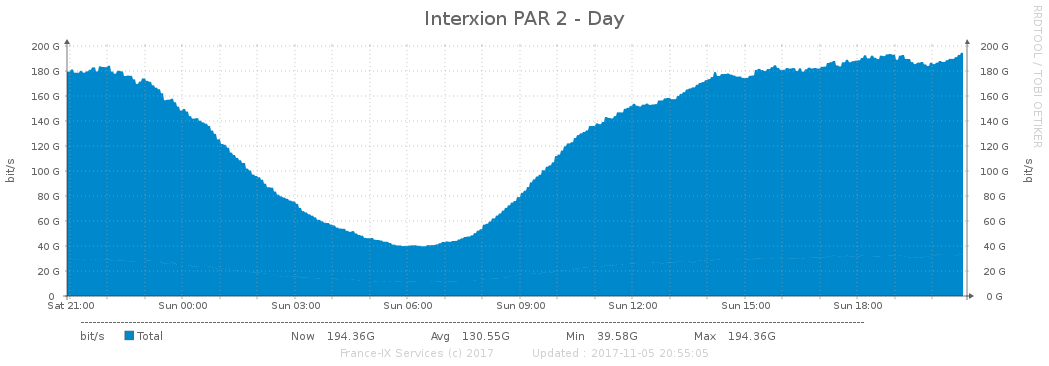 Interxion PAR 2 - Day
RRDTOOL / TOBI OETIKER
bit/s
200 G
180 G
160 G
140 G
120 G
100 G
80 G
60 G
40 G
20 G
0
200 G
180 G
160 G
140 G
120 G
100 G
80 G
60 G
40 G
20 G
0 G
bit/s
Sat 21:00 Sun 00:00 Sun 03:00 Sun 06:00 Sun 09:00 Sun 12:00 Sun 15:00 Sun 18:00
bit/s Total Now 194.36G Avg 130.55G Min 39.58G Max 194.36G
France-IX Services (c) 2017 Updated : 2017-11-05 20:55:05